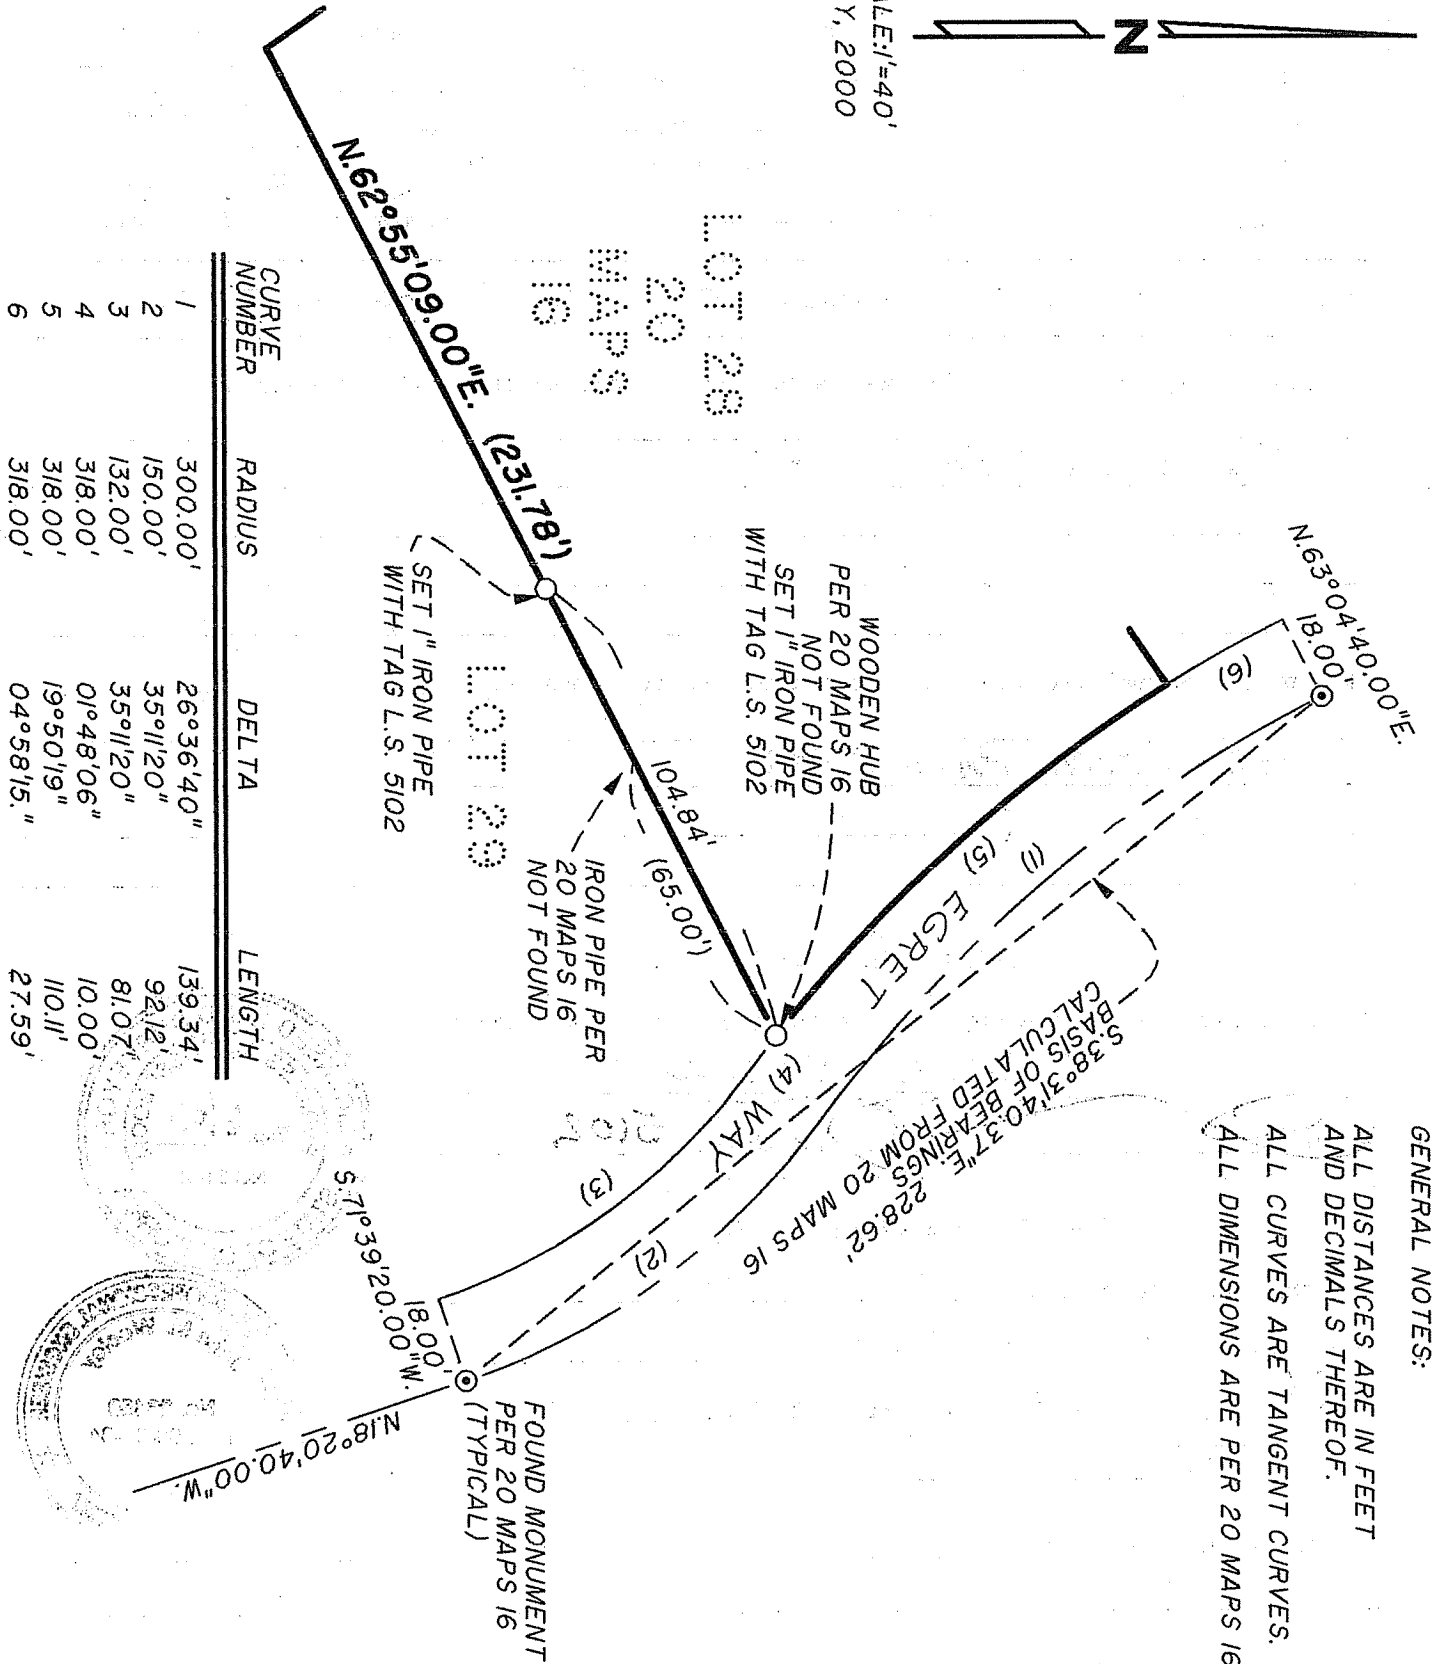 GENERAL NOTES:
ALL DISTANCES ARE IN FEET
AND DECIMALS THEREOF.
ALL CURVES ARE TANGENT CURVES.
ALL DIMENSIONS ARE PER 20 MAPS 16
N
ALE:1"=40'
Y, 2000
N.63°04'40.00"E.
18.00'
(6)
(5)
(1)
EGRET WAY
S.38°31'40.37"E. 228.62'
BASIS OF BEARINGS
CALCULATED FROM 20 MAPS 16
WOODEN HUB
PER 20 MAPS 16
NOT FOUND
SET 1" IRON PIPE
WITH TAG L.S. 5102
LOT 28
20
MAPS
16
N.62°55'09.00"E. (231.78')
104.84'
(65.00')
IRON PIPE PER
20 MAPS 16
NOT FOUND
SET 1" IRON PIPE
WITH TAG L.S. 5102
LOT 29
(4)
(3)
(2)
S.71°39'20.00"W.
18.00'
N.18°20'40.00"W.
FOUND MONUMENT
PER 20 MAPS 16
(TYPICAL)
CURVE NUMBER RADIUS DELTA LENGTH
1 300.00' 26°36'40" 139.34'
2 150.00' 35°11'20" 92.12'
3 132.00' 35°11'20" 81.07'
4 318.00' 01°48'06" 10.00'
5 318.00' 19°50'19" 110.11'
6 318.00' 04°58'15." 27.59'